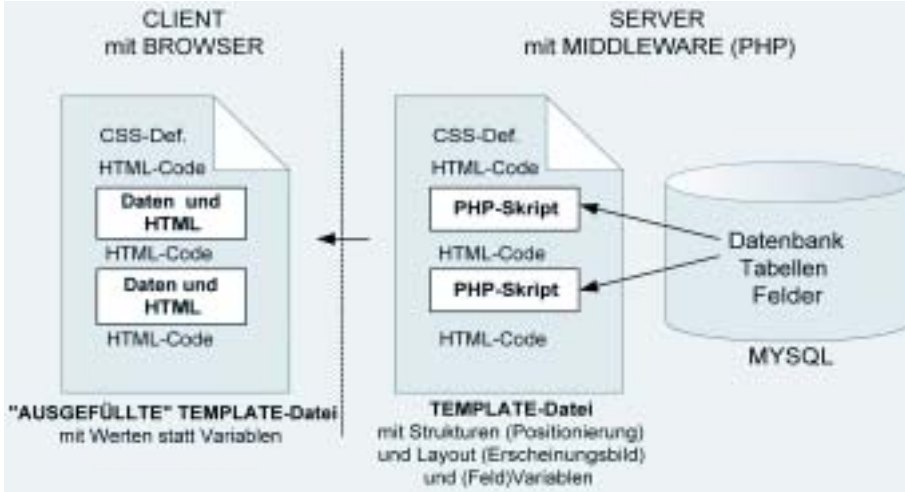 CLIENT
mit BROWSER
SERVER
mit MIDDLEWARE (PHP)
CSS-Def.
HTML-Code
Daten und
HTML
HTML-Code
Daten und
HTML
HTML-Code
"AUSGEFÜLLTE" TEMPLATE-Datei
mit Werten statt Variablen
CSS-Def.
HTML-Code
PHP-Skript
HTML-Code
PHP-Skript
HTML-Code
TEMPLATE-Datei
mit Strukturen (Positionierung)
und Layout (Erscheinungsbild)
und (Feld)Variablen
Datenbank
Tabellen
Felder
MYSQL